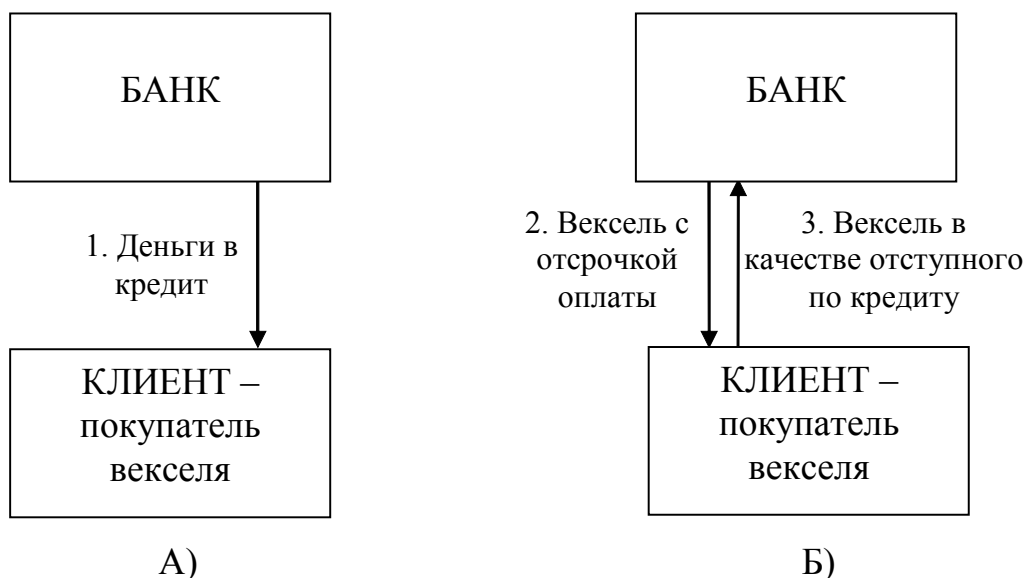 БАНК
1. Деньги в
кредит
КЛИЕНТ –
покупатель
векселя
А)
БАНК
2. Вексель с
отсрочкой
оплаты
3. Вексель в
качестве отступного
по кредиту
КЛИЕНТ –
покупатель
векселя
Б)